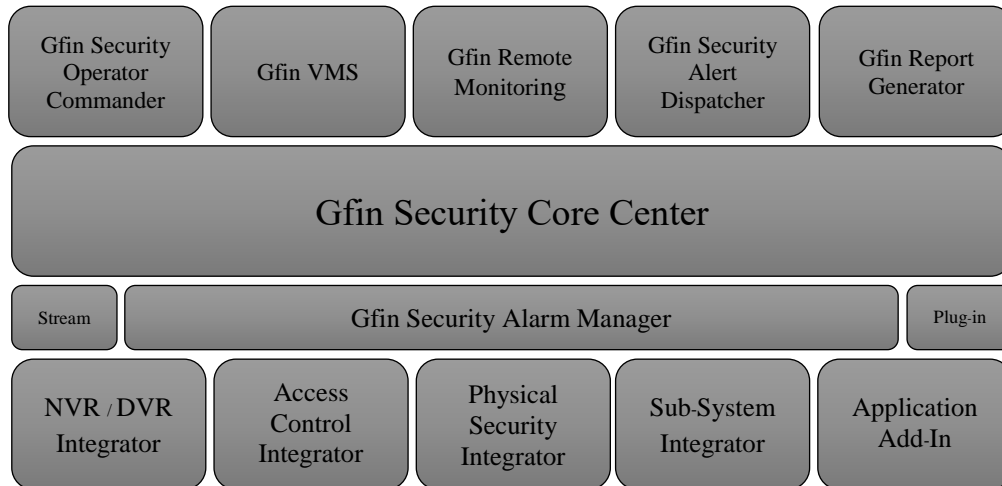 Gfin Security
Operator
Commander
Gfin VMS
Gfin Remote
Monitoring
Gfin Security
Alert
Dispatcher
Gfin Report
Generator
Gfin Security Core Center
Stream
Gfin Security Alarm Manager
Plug-in
NVR / DVR
Integrator
Access
Control
Integrator
Physical
Security
Integrator
Sub-System
Integrator
Application
Add-In